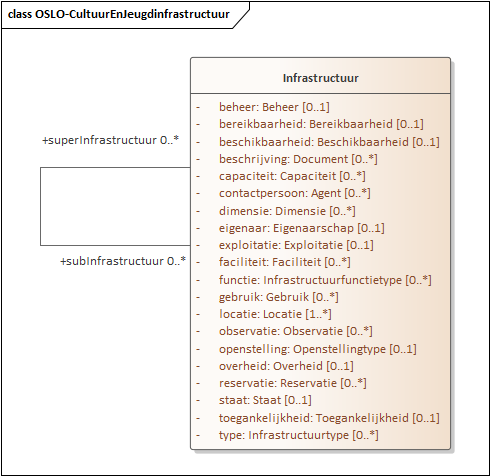 class OSLO-CultuurEnJeugdinfrastructuur
Infrastructuur
- beheer: Beheer [0..1]
- bereikbaarheid: Bereikbaarheid [0..1]
- beschikbaarheid: Beschikbaarheid [0..1]
- beschrijving: Document [0..*]
- capaciteit: Capaciteit [0..*]
- contactpersoon: Agent [0..*]
- dimensie: Dimensie [0..*]
- eigenaar: Eigenaarschap [0..1]
- exploitatie: Exploitatie [0..1]
- faciliteit: Faciliteit [0..*]
- functie: Infrastructuurfunctietype [0..*]
- gebruik: Gebruik [0..*]
- locatie: Locatie [1..*]
- observatie: Observatie [0..*]
- openstelling: Openstellingtype [0..1]
- overheid: Overheid [0..1]
- reservatie: Reservatie [0..*]
- staat: Staat [0..1]
- toegankelijkheid: Toegankelijkheid [0..1]
- type: Infrastructuurtype [0..*]
+superInfrastructuur 0..*
+subInfrastructuur 0..*